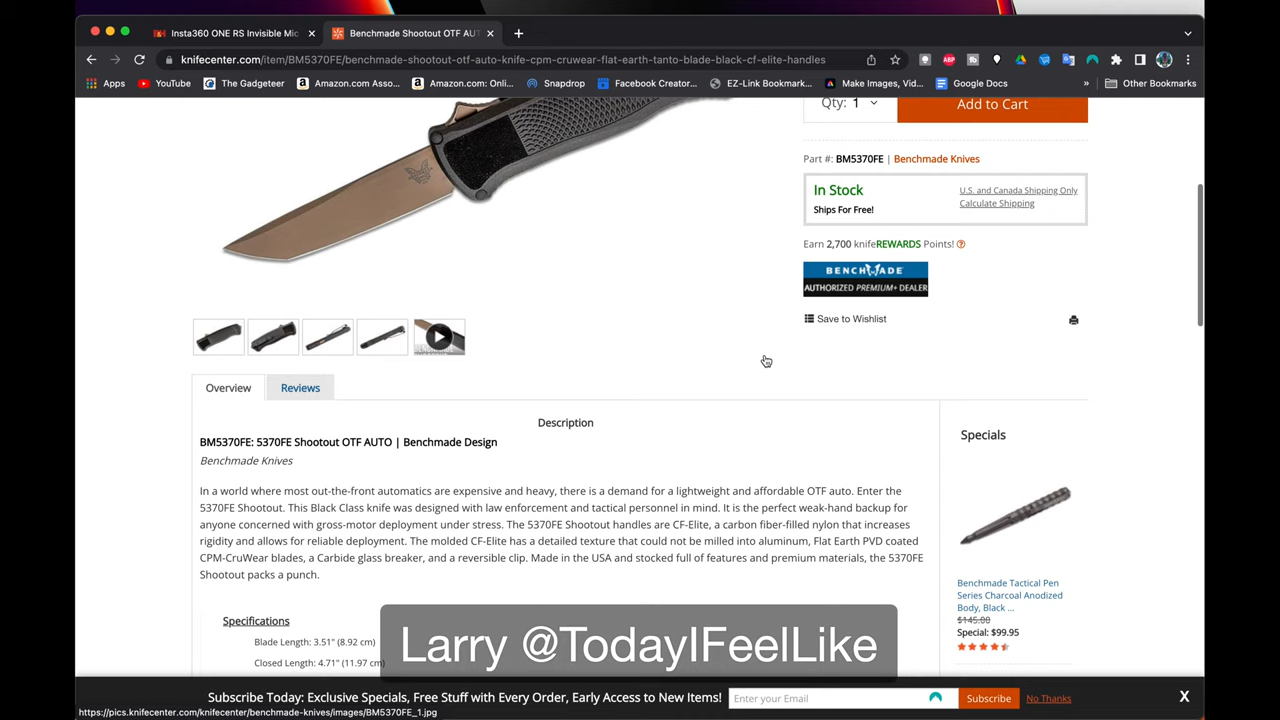 Insta360 ONE RS Invisible Mic
Benchmade Shootout OTF AUT
knifecenter.com/item/BM5370FE/benchmade-shootout-otf-auto-knife-cpm-cruwear-flat-earth-tanto-blade-black-cf-elite-handles
Apps YouTube The Gadgeteer Amazon.com Asso... Amazon.com: Onli... Snapdrop Facebook Creator... EZ-Link Bookmark... Make Images, Vid... Google Docs » Other Bookmarks
Qty: 1 Add to Cart
Part #: BM5370FE | Benchmade Knives
In Stock U.S. and Canada Shipping Only
Ships For Free! Calculate Shipping
Earn 2,700 knifeREWARDS Points!
BENCHMADE
AUTHORIZED PREMIUM+ DEALER
Save to Wishlist
Overview Reviews
Description
BM5370FE: 5370FE Shootout OTF AUTO | Benchmade Design
Benchmade Knives
In a world where most out-the-front automatics are expensive and heavy, there is a demand for a lightweight and affordable OTF auto. Enter the
5370FE Shootout. This Black Class knife was designed with law enforcement and tactical personnel in mind. It is the perfect weak-hand backup for
anyone concerned with gross-motor deployment under stress. The 5370FE Shootout handles are CF-Elite, a carbon fiber-filled nylon that increases
rigidity and allows for reliable deployment. The molded CF-Elite has a detailed texture that could not be milled into aluminum, Flat Earth PVD coated
CPM-CruWear blades, a Carbide glass breaker, and a reversible clip. Made in the USA and stocked full of features and premium materials, the 5370FE
Shootout packs a punch.
Specifications
Blade Length: 3.51" (8.92 cm)
Closed Length: 4.71" (11.97 cm)
Specials
Benchmade Tactical Pen
Series Charcoal Anodized
Body, Black ...
$145.00
Special: $99.95
Larry @TodayIFeelLike
Subscribe Today: Exclusive Specials, Free Stuff with Every Order, Early Access to New Items! Enter your Email Subscribe No Thanks X
https://pics.knifecenter.com/knifecenter/benchmade-knives/images/BM5370FE_1.jpg